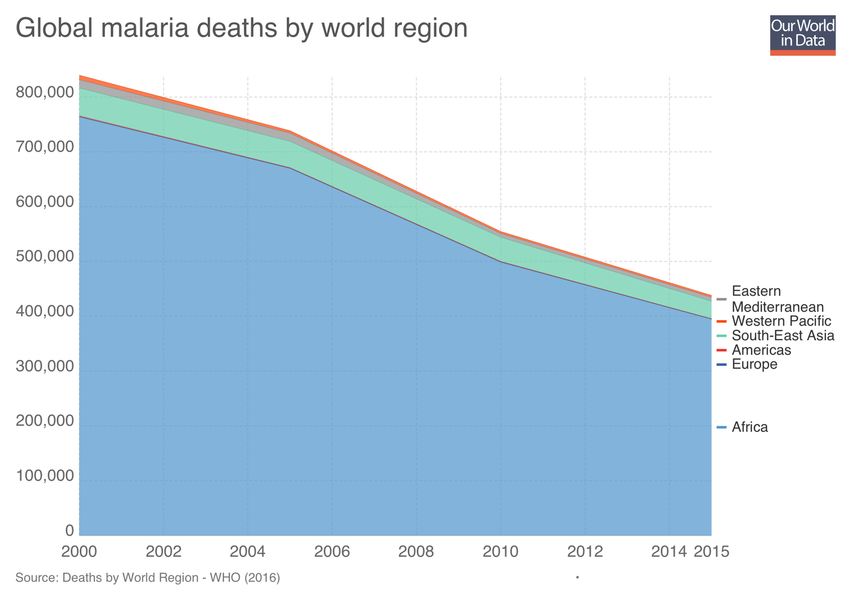 Global malaria deaths by world region
Our World
in Data
800,000
700,000
600,000
500,000
400,000
300,000
200,000
100,000
0
2000
2002
2004
2006
2008
2010
2012
2014
2015
Eastern
Mediterranean
Western Pacific
South-East Asia
Americas
Europe
Africa
Source: Deaths by World Region - WHO (2016)